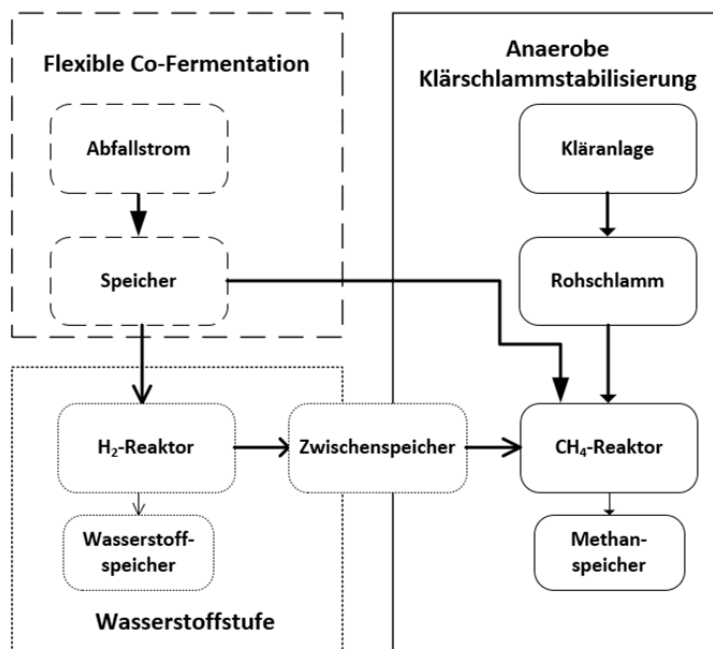 Flexible Co-Fermentation
Abfallstrom
Speicher
Anaerobe
Klärschlammstabilisierung
Kläranlage
Rohschlamm
H₂-Reaktor
Zwischenspeicher
CH₄-Reaktor
Wasserstoff-
speicher
Methan-
speicher
Wasserstoffstufe